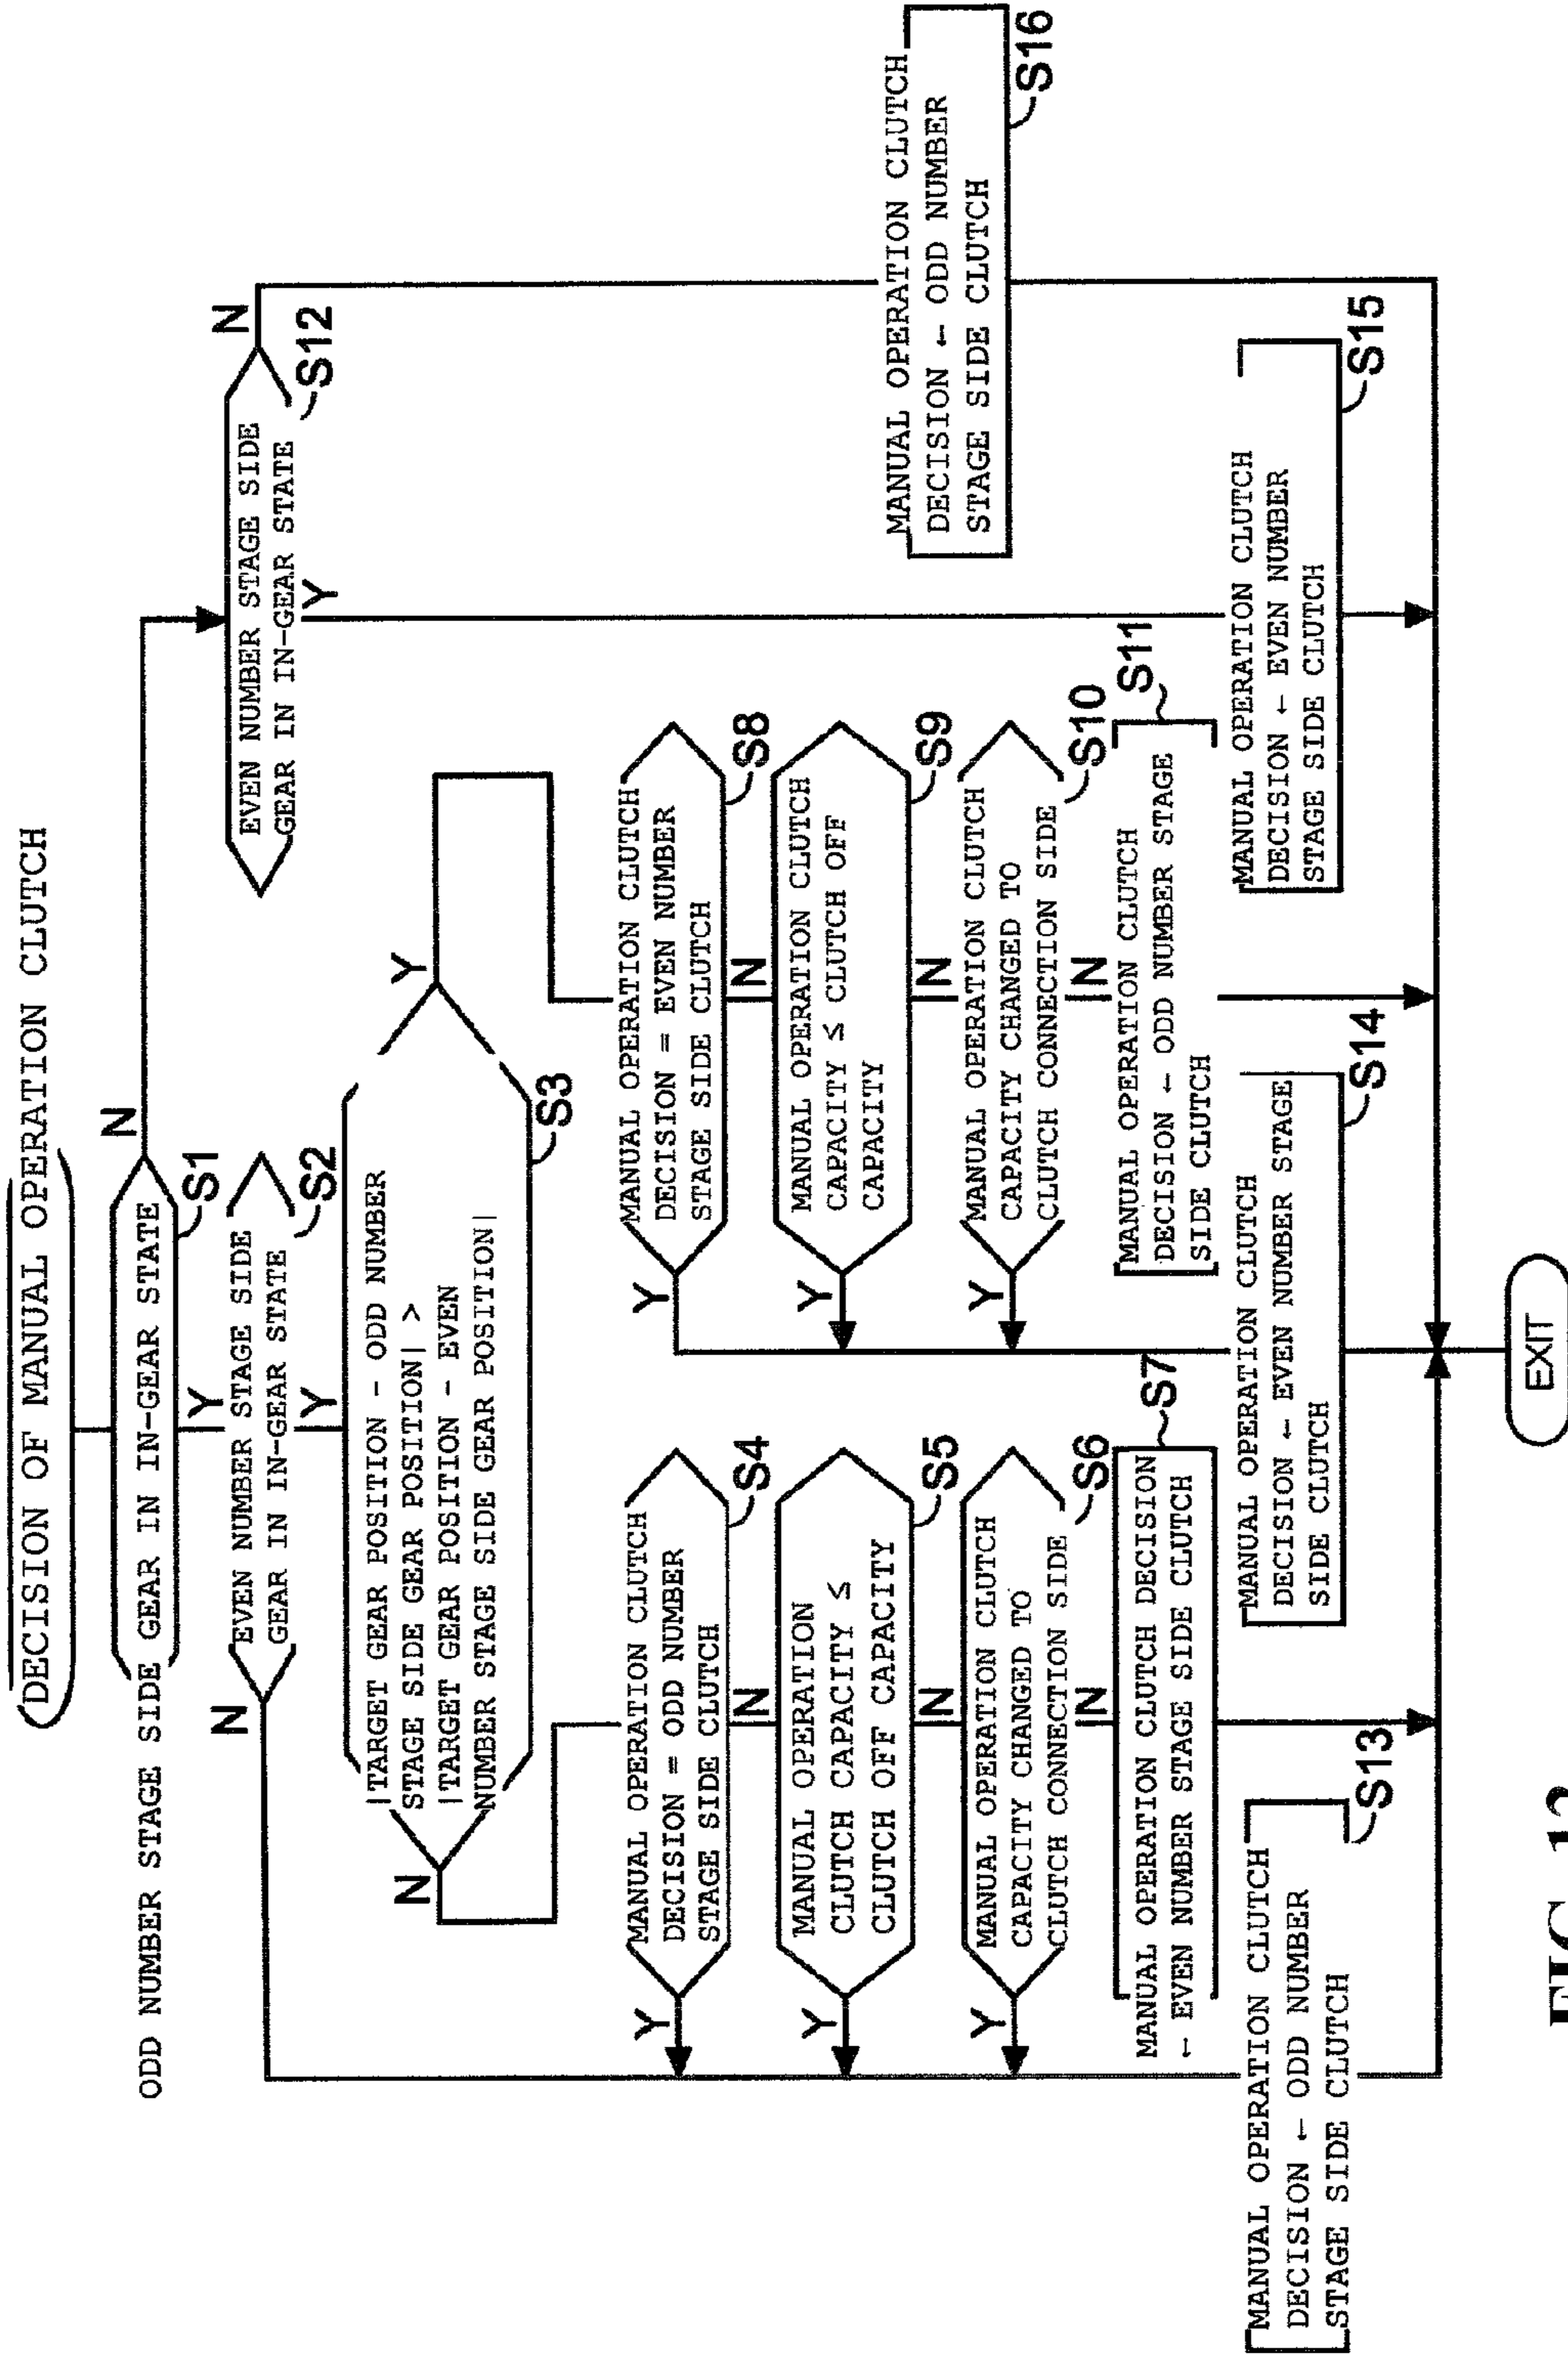 DECISION OF MANUAL OPERATION CLUTCH
ODD NUMBER STAGE SIDE GEAR IN IN-GEAR STATE
S1
N
Y
EVEN NUMBER STAGE SIDE
GEAR IN IN-GEAR STATE
S2
N
Y
EVEN NUMBER STAGE SIDE
GEAR IN IN-GEAR STATE
S12
N
Y
|TARGET GEAR POSITION - ODD NUMBER
STAGE SIDE GEAR POSITION| >
|TARGET GEAR POSITION - EVEN
NUMBER STAGE SIDE GEAR POSITION|
S3
N
Y
MANUAL OPERATION CLUTCH
DECISION = ODD NUMBER
STAGE SIDE CLUTCH
S4
Y
N
MANUAL OPERATION
CLUTCH CAPACITY ≤
CLUTCH OFF CAPACITY
S5
Y
N
MANUAL OPERATION CLUTCH
CAPACITY CHANGED TO
CLUTCH CONNECTION SIDE
S6
Y
N
MANUAL OPERATION CLUTCH DECISION
← EVEN NUMBER STAGE SIDE CLUTCH
S7
MANUAL OPERATION CLUTCH
DECISION = EVEN NUMBER
STAGE SIDE CLUTCH
S8
Y
N
MANUAL OPERATION CLUTCH
CAPACITY ≤ CLUTCH OFF
CAPACITY
S9
Y
N
MANUAL OPERATION CLUTCH
CAPACITY CHANGED TO
CLUTCH CONNECTION SIDE
S10
Y
N
MANUAL OPERATION CLUTCH
DECISION ← ODD NUMBER STAGE
SIDE CLUTCH
S11
MANUAL OPERATION CLUTCH
DECISION ← ODD NUMBER
STAGE SIDE CLUTCH
S16
MANUAL OPERATION CLUTCH
DECISION ← ODD NUMBER
STAGE SIDE CLUTCH
S13
MANUAL OPERATION CLUTCH
DECISION ← EVEN NUMBER STAGE
SIDE CLUTCH
S14
MANUAL OPERATION CLUTCH
DECISION ← EVEN NUMBER
STAGE SIDE CLUTCH
S15
EXIT